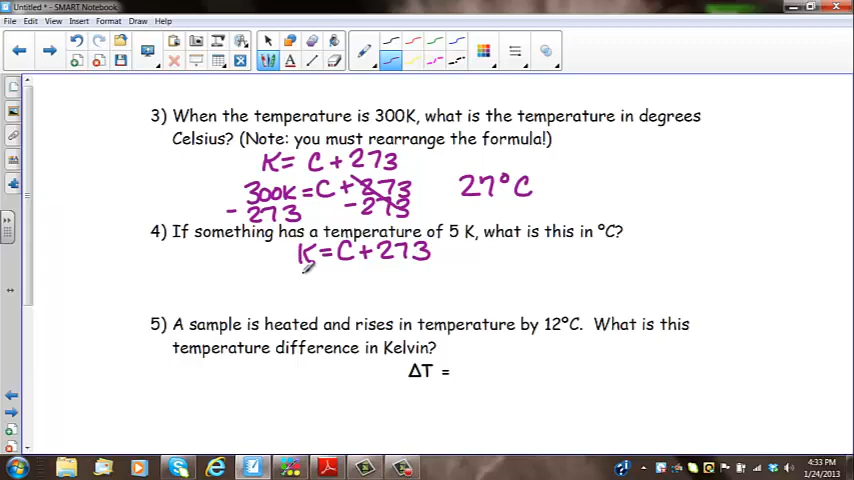 Untitled * - SMART Notebook
File Edit View Insert Format Draw Help
3) When the temperature is 300K, what is the temperature in degrees
Celsius? (Note: you must rearrange the formula!)
K = C + 273
300K = C + 273
- 273 - 273
27°C
4) If something has a temperature of 5 K, what is this in ºC?
K = C + 273
5) A sample is heated and rises in temperature by 12ºC. What is this
temperature difference in Kelvin?
ΔT =
4:33 PM
1/24/2013